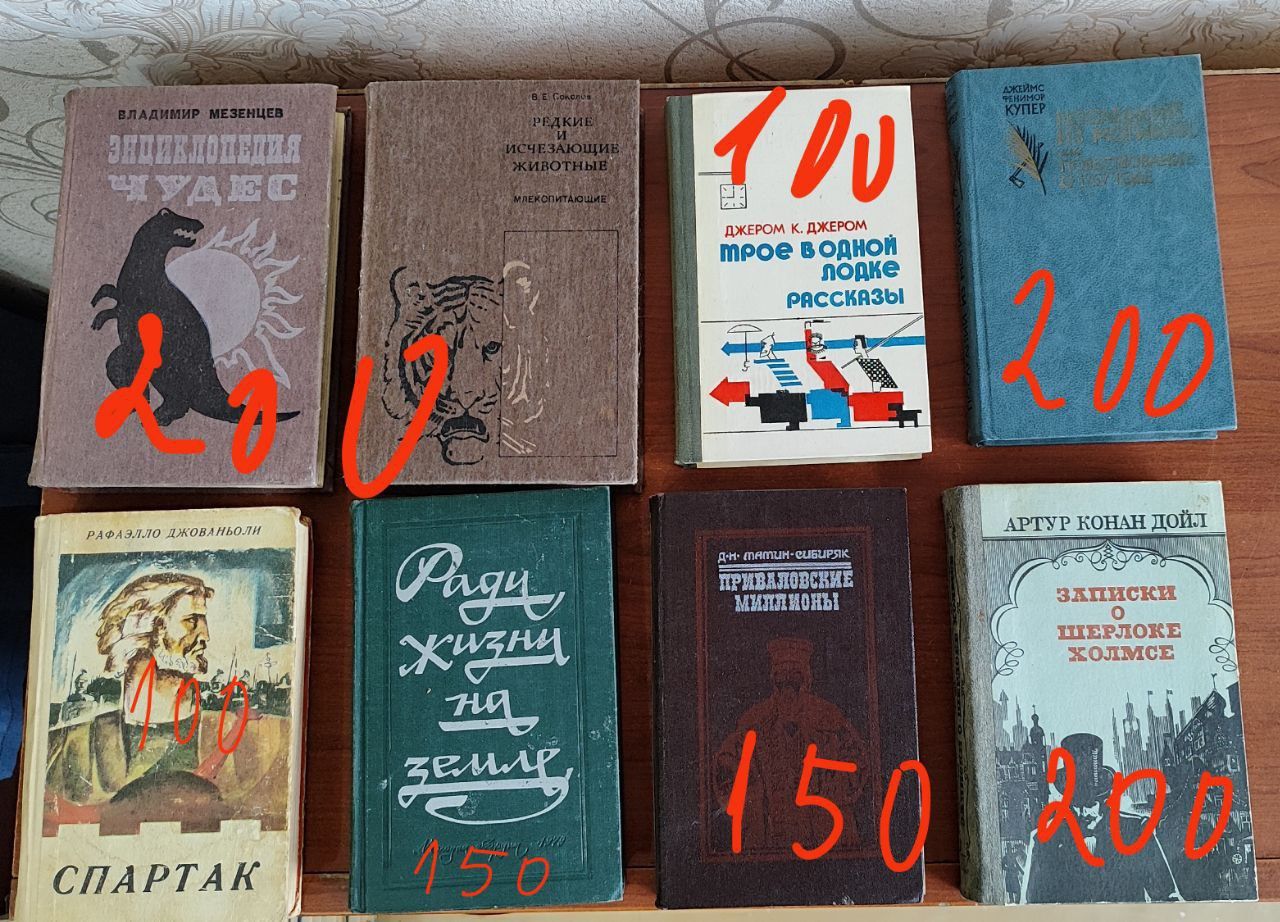 ВЛАДИМИР МЕЗЕНЦЕВ
ЭНЦИКЛОПЕДИЯ
ЧУДЕС
200
В. Е. Соколов
РЕДКИЕ
И
ИСЧЕЗАЮЩИЕ
ЖИВОТНЫЕ
МЛЕКОПИТАЮЩИЕ
100
ДЖЕРОМ К. ДЖЕРОМ
ТРОЕ В ОДНОЙ
ЛОДКЕ
РАССКАЗЫ
ДЖЕЙМС
ФЕНИМОР
КУПЕР
200
РАФАЭЛЛО ДЖОВАНЬОЛИ
100
СПАРТАК
Ради
жизни
на
земле
150
Д·Н· МАМИН-СИБИРЯК
ПРИВАЛОВСКИЕ
МИЛЛИОНЫ
150
АРТУР КОНАН ДОЙЛ
ЗАПИСКИ
О
ШЕРЛОКЕ
ХОЛМСЕ
200